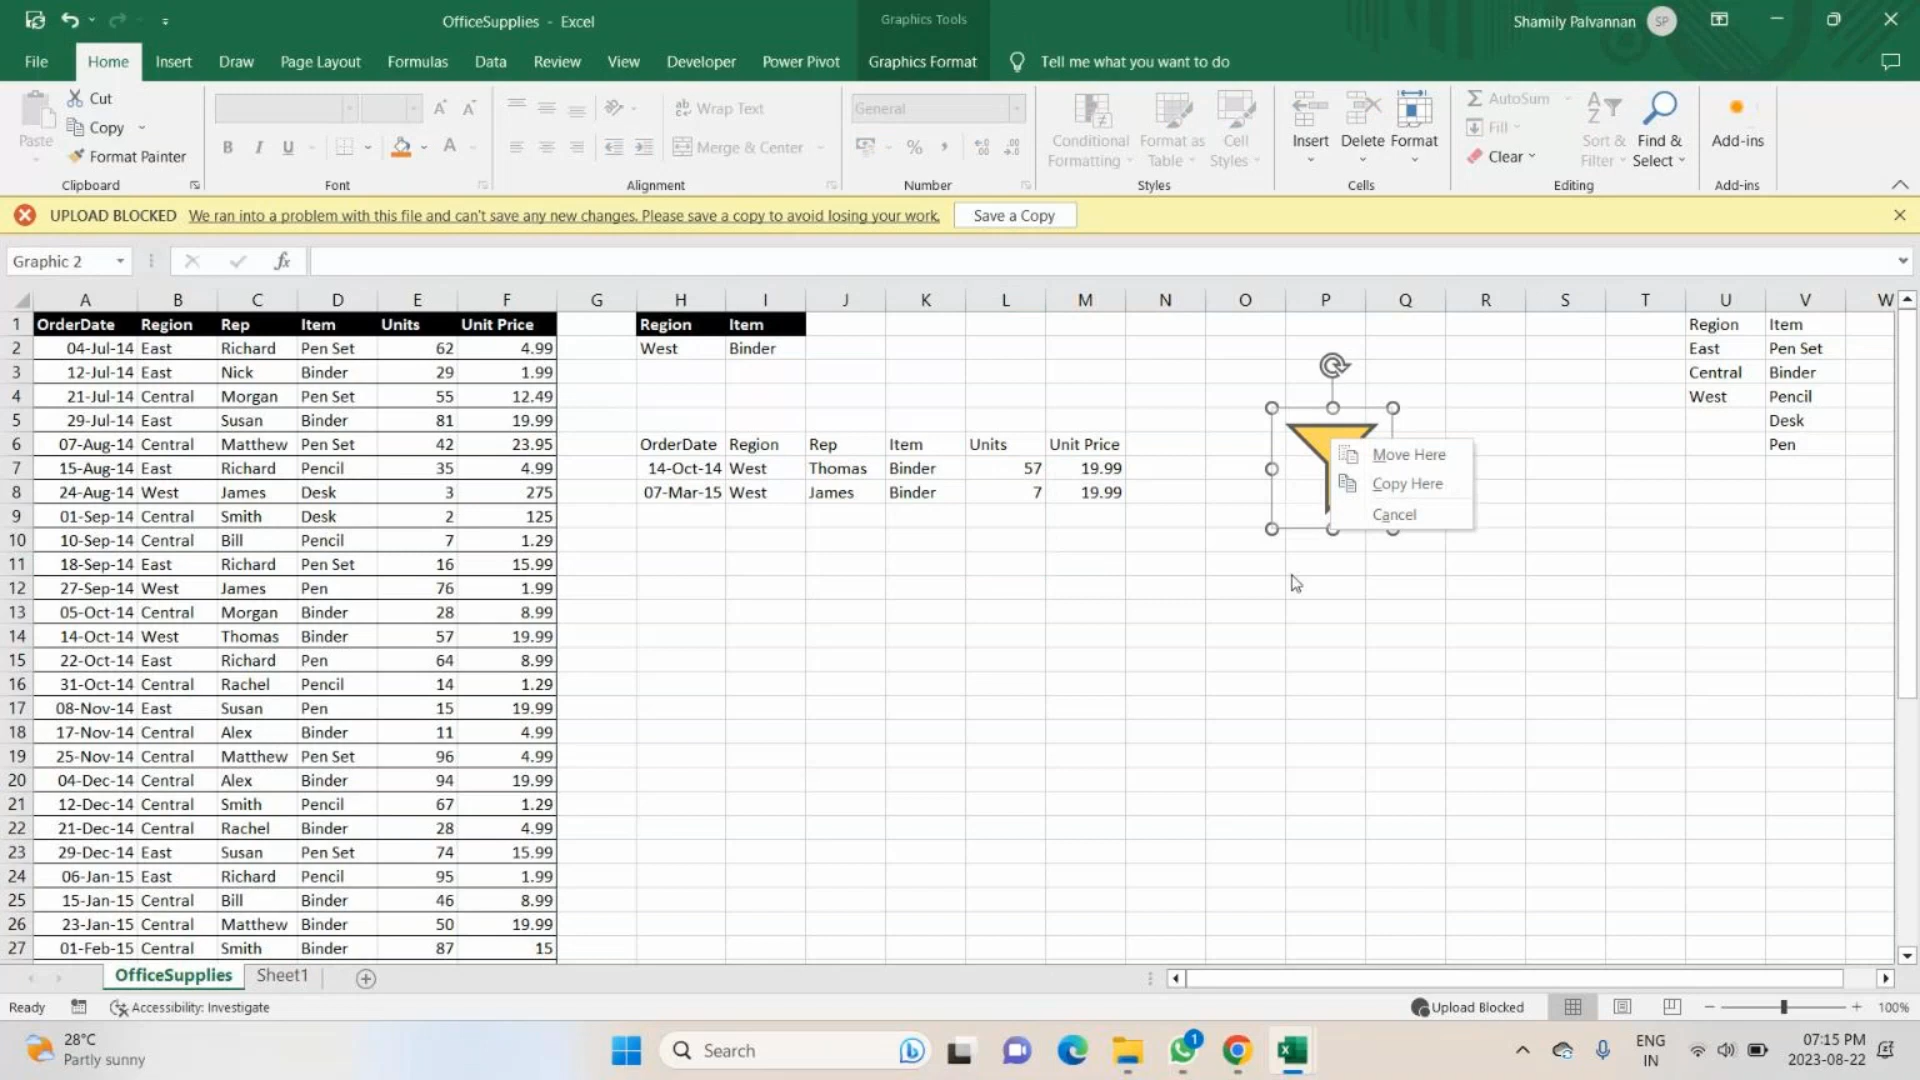 OfficeSupplies - Excel
Graphics Tools
Shamily Palvannan SP
File Home Insert Draw Page Layout Formulas Data Review View Developer Power Pivot Graphics Format Tell me what you want to do
Paste
Cut
Copy
Format Painter
Clipboard
B I U A A A
Font
ab Wrap Text
Merge & Center
Alignment
General
% ,
Number
Conditional Formatting
Format as Table
Cell Styles
Styles
Insert Delete Format
Cells
AutoSum
Fill
Clear
Sort & Filter
Find & Select
Editing
Add-ins
Add-ins
UPLOAD BLOCKED We ran into a problem with this file and can't save any new changes. Please save a copy to avoid losing your work. Save a Copy
Graphic 2 fx
A B C D E F G H I J K L M N O P Q R S T U V W
1 OrderDate Region Rep Item Units Unit Price Region Item Region Item
2 04-Jul-14 East Richard Pen Set 62 4.99 West Binder East Pen Set
3 12-Jul-14 East Nick Binder 29 1.99 Central Binder
4 21-Jul-14 Central Morgan Pen Set 55 12.49 West Pencil
5 29-Jul-14 East Susan Binder 81 19.99 Desk
6 07-Aug-14 Central Matthew Pen Set 42 23.95 OrderDate Region Rep Item Units Unit Price Pen
7 15-Aug-14 East Richard Pencil 35 4.99 14-Oct-14 West Thomas Binder 57 19.99
8 24-Aug-14 West James Desk 3 275 07-Mar-15 West James Binder 7 19.99
9 01-Sep-14 Central Smith Desk 2 125
10 10-Sep-14 Central Bill Pencil 7 1.29
11 18-Sep-14 East Richard Pen Set 16 15.99
12 27-Sep-14 West James Pen 76 1.99
13 05-Oct-14 Central Morgan Binder 28 8.99
14 14-Oct-14 West Thomas Binder 57 19.99
15 22-Oct-14 East Richard Pen 64 8.99
16 31-Oct-14 Central Rachel Pencil 14 1.29
17 08-Nov-14 East Susan Pen 15 19.99
18 17-Nov-14 Central Alex Binder 11 4.99
19 25-Nov-14 Central Matthew Pen Set 96 4.99
20 04-Dec-14 Central Alex Binder 94 19.99
21 12-Dec-14 Central Smith Pencil 67 1.29
22 21-Dec-14 Central Rachel Binder 28 4.99
23 29-Dec-14 East Susan Pen Set 74 15.99
24 06-Jan-15 East Richard Pencil 95 1.99
25 15-Jan-15 Central Bill Binder 46 8.99
26 23-Jan-15 Central Matthew Binder 50 19.99
27 01-Feb-15 Central Smith Binder 87 15
Move Here
Copy Here
Cancel
OfficeSupplies Sheet1
Ready Accessibility: Investigate Upload Blocked 100%
28°C
Partly sunny
Search
1
ENG
IN
07:15 PM
2023-08-22